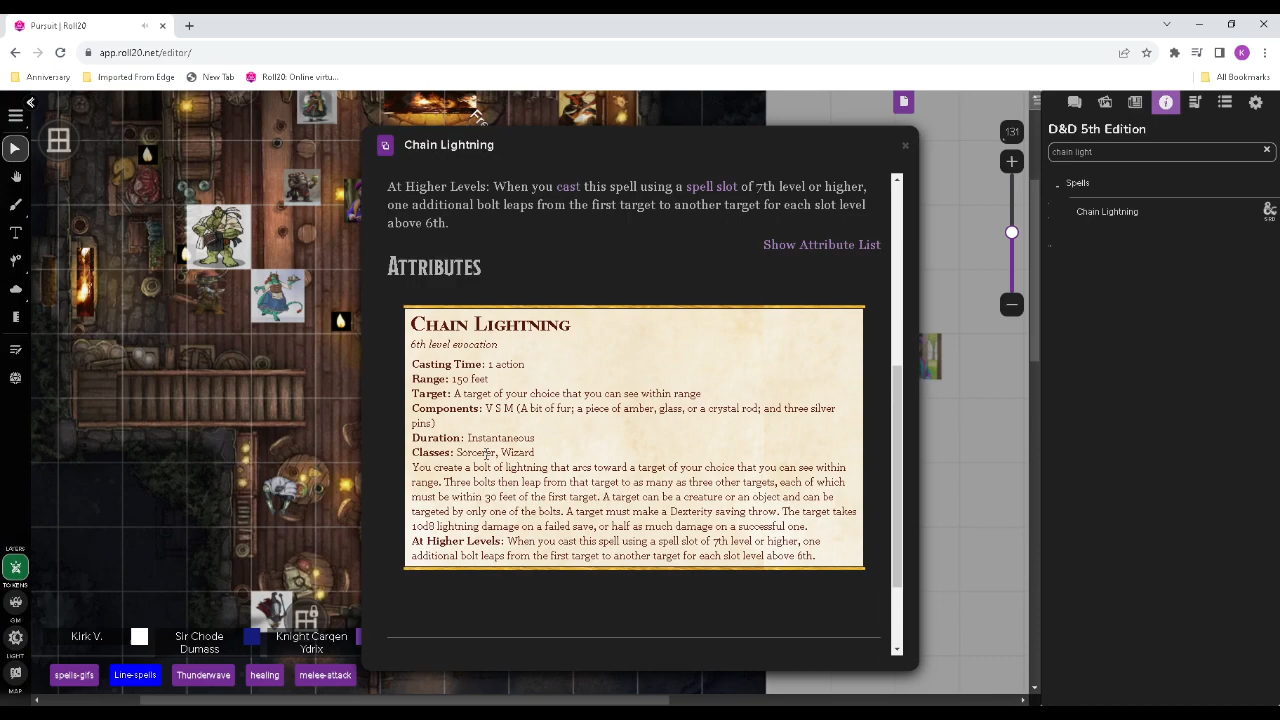 Pursuit | Roll20
app.roll20.net/editor/
K
Anniversary
Imported From Edge
New Tab
Roll20: Online virtu...
All Bookmarks
Chain Lightning
131
D&D 5th Edition
chain light
Spells
Chain Lightning
SRD
At Higher Levels: When you cast this spell using a spell slot of 7th level or higher,
one additional bolt leaps from the first target to another target for each slot level
above 6th.
Show Attribute List
Attributes
Chain Lightning
6th level evocation
Casting Time: 1 action
Range: 150 feet
Target: A target of your choice that you can see within range
Components: V S M (A bit of fur; a piece of amber, glass, or a crystal rod; and three silver
pins)
Duration: Instantaneous
Classes: Sorcerer, Wizard
You create a bolt of lightning that arcs toward a target of your choice that you can see within
range. Three bolts then leap from that target to as many as three other targets, each of which
must be within 30 feet of the first target. A target can be a creature or an object and can be
targeted by only one of the bolts. A target must make a Dexterity saving throw. The target takes
10d8 lightning damage on a failed save, or half as much damage on a successful one.
At Higher Levels: When you cast this spell using a spell slot of 7th level or higher, one
additional bolt leaps from the first target to another target for each slot level above 6th.
LAYERS
TOKENS
GM
LIGHT
MAP
Kirk V.
Sir Chode
Dumass
Knight Carqen
Ydrix
spells-gifs
Line-spells
Thunderwave
healing
melee-attack